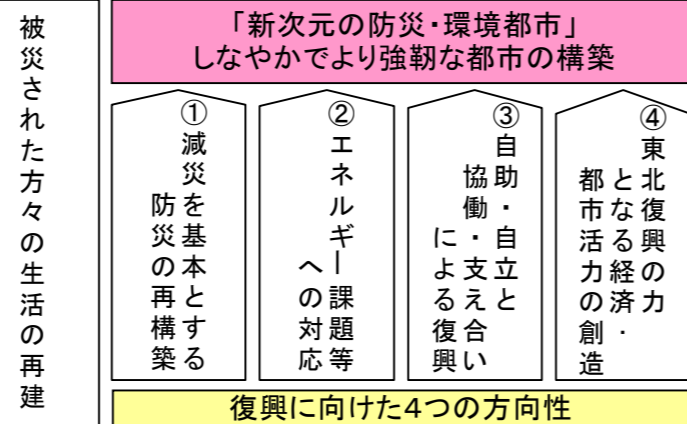 被災された方々の生活の再建
「新次元の防災・環境都市」
しなやかでより強靭な都市の構築
①減災を基本とする
防災の再構築
②エネルギー課題等
への対応
③自助・自立と
協働・支え合い
による復興
④東北復興の力
となる経済・
都市活力の創造
復興に向けた4つの方向性